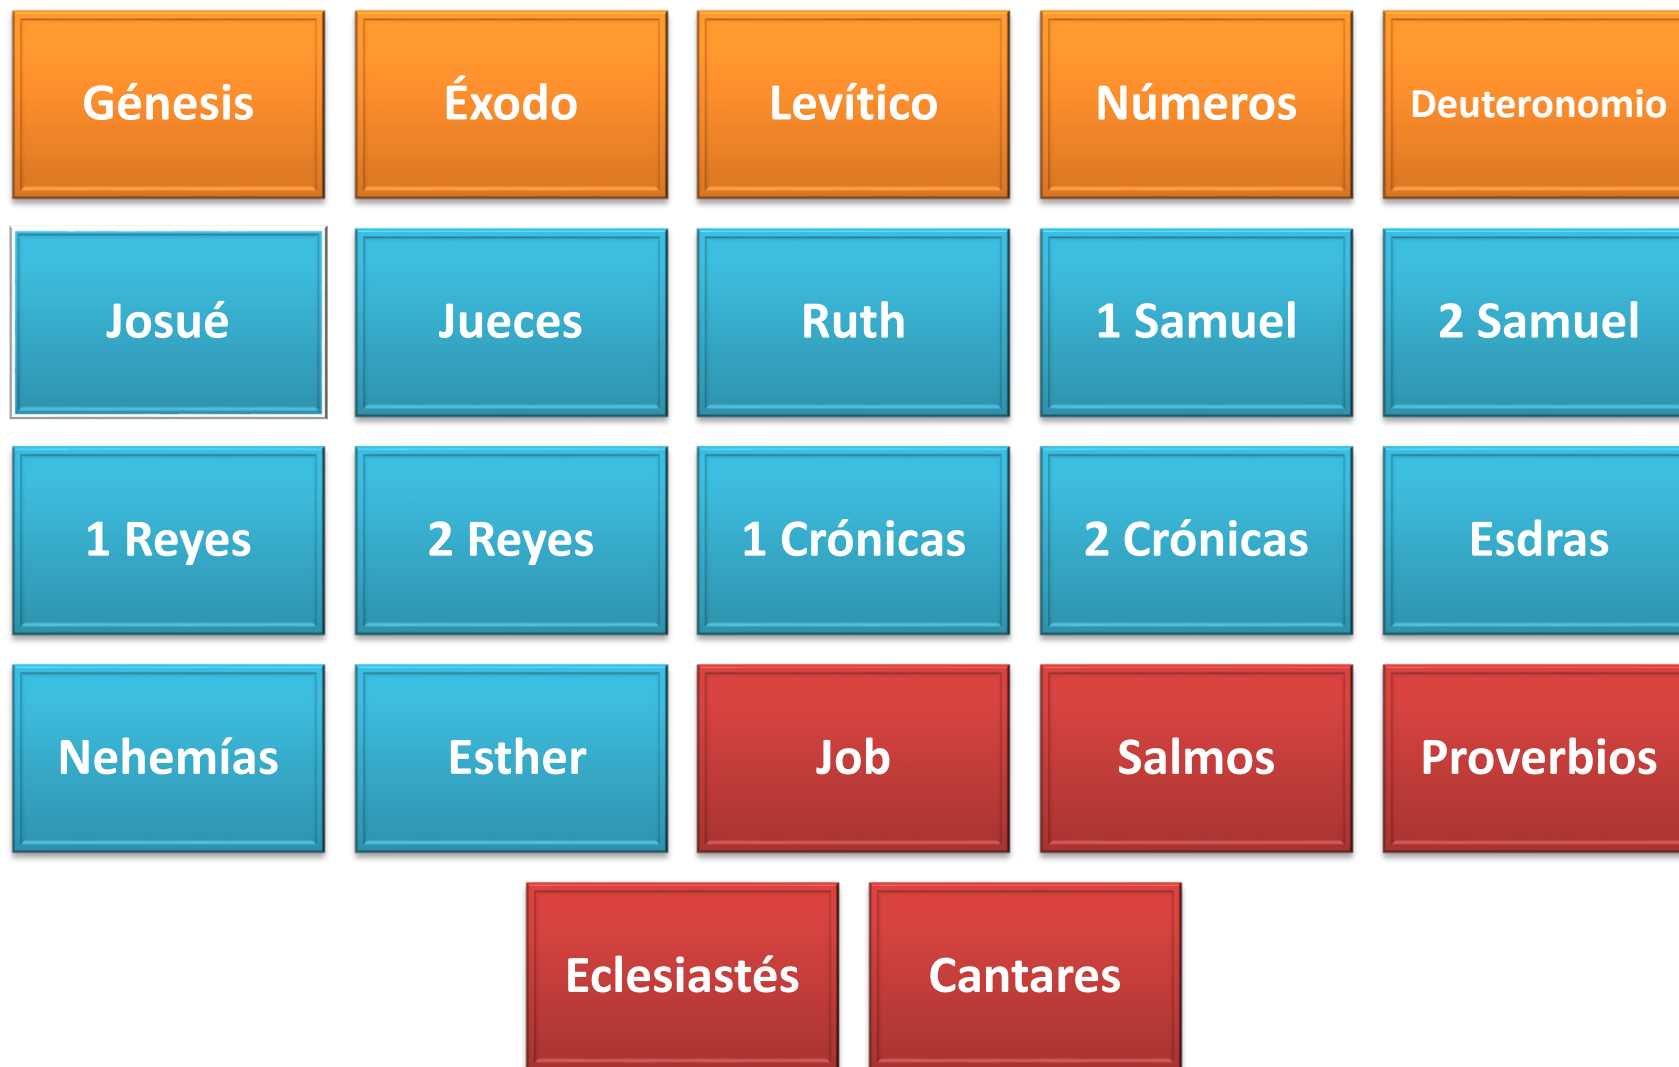 Génesis
Éxodo
Levítico
Números
Deuteronomio
Josué
Jueces
Ruth
1 Samuel
2 Samuel
1 Reyes
2 Reyes
1 Crónicas
2 Crónicas
Esdras
Nehemías
Esther
Job
Salmos
Proverbios
Eclesiastés
Cantares